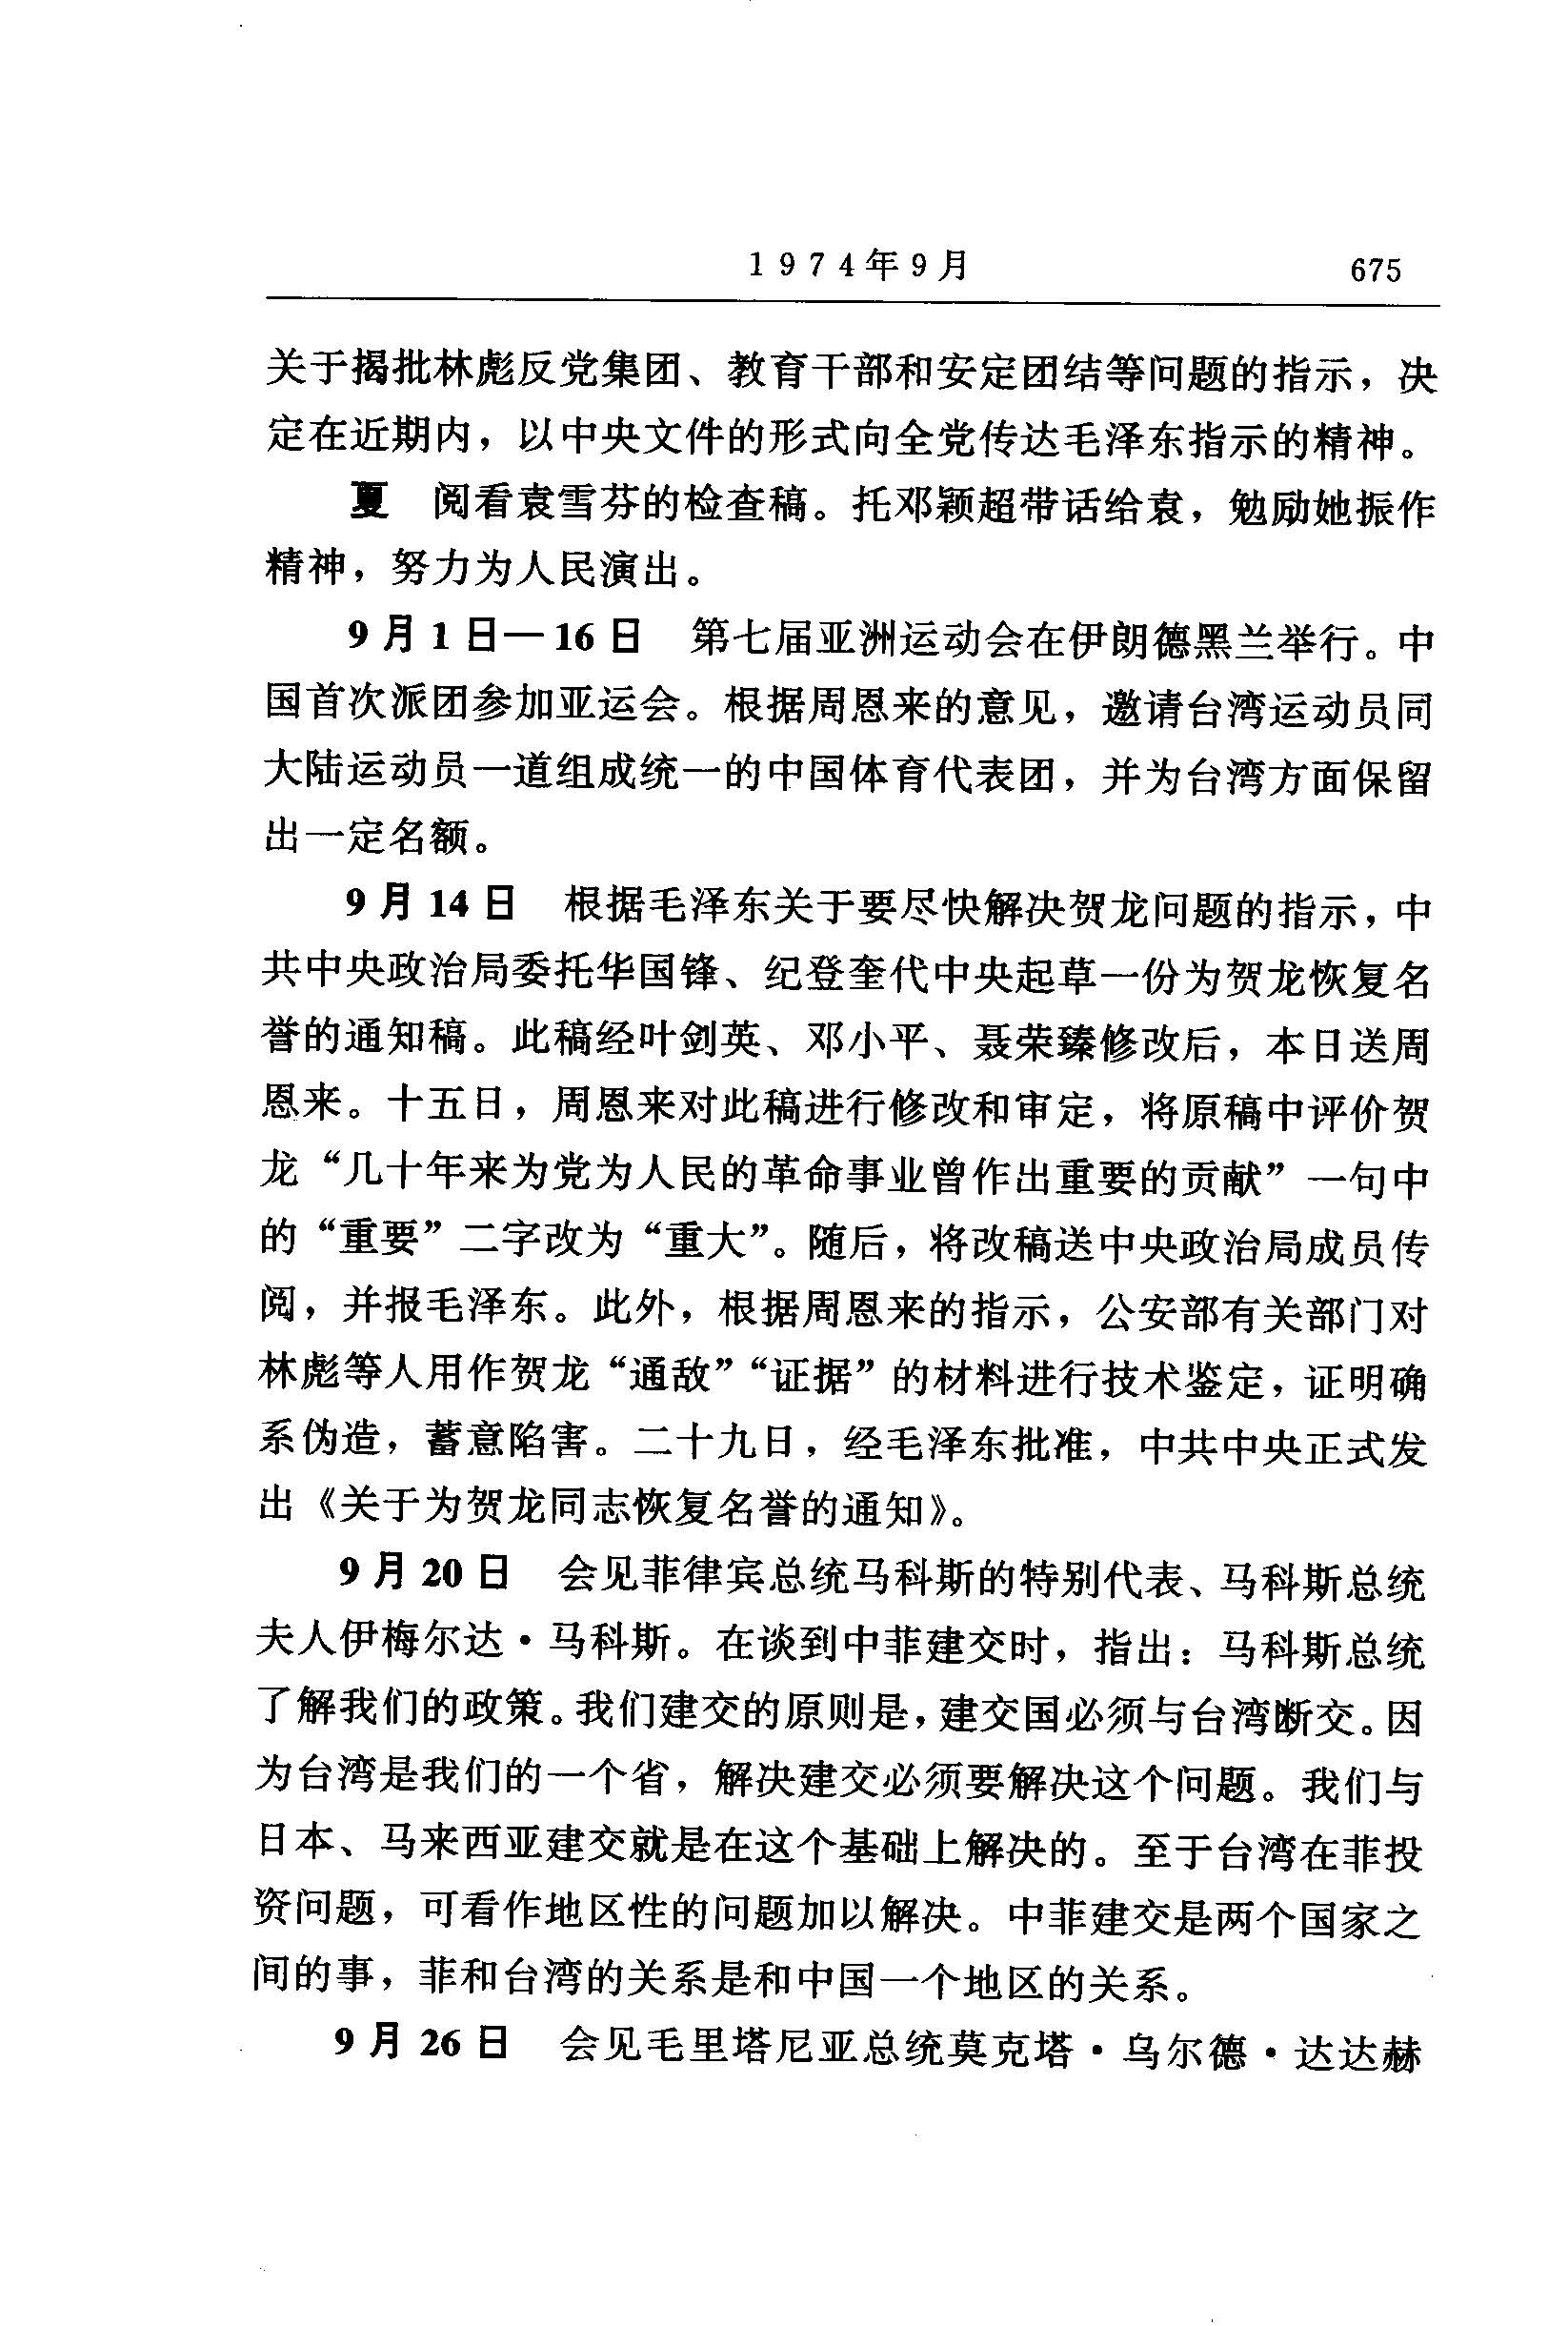 1974年9月 675
关于揭批林彪反党集团、教育干部和安定团结等问题的指示，决
定在近期内，以中央文件的形式向全党传达毛泽东指示的精神。
夏 阅看袁雪芬的检查稿。托邓颖超带话给袁，勉励她振作
精神，努力为人民演出。
9月1日—16日 第七届亚洲运动会在伊朗德黑兰举行。中
国首次派团参加亚运会。根据周恩来的意见，邀请台湾运动员同
大陆运动员一道组成统一的中国体育代表团，并为台湾方面保留
出一定名额。
9月14日 根据毛泽东关于要尽快解决贺龙问题的指示，中
共中央政治局委托华国锋、纪登奎代中央起草一份为贺龙恢复名
誉的通知稿。此稿经叶剑英、邓小平、聂荣臻修改后，本日送周
恩来。十五日，周恩来对此稿进行修改和审定，将原稿中评价贺
龙“几十年来为党为人民的革命事业曾作出重要的贡献”一句中
的“重要”二字改为“重大”。随后，将改稿送中央政治局成员传
阅，并报毛泽东。此外，根据周恩来的指示，公安部有关部门对
林彪等人用作贺龙“通敌”“证据”的材料进行技术鉴定，证明确
系伪造，蓄意陷害。二十九日，经毛泽东批准，中共中央正式发
出《关于为贺龙同志恢复名誉的通知》。
9月20日 会见菲律宾总统马科斯的特别代表、马科斯总统
夫人伊梅尔达·马科斯。在谈到中菲建交时，指出：马科斯总统
了解我们的政策。我们建交的原则是，建交国必须与台湾断交。因
为台湾是我们的一个省，解决建交必须要解决这个问题。我们与
日本、马来西亚建交就是在这个基础上解决的。至于台湾在菲投
资问题，可看作地区性的问题加以解决。中菲建交是两个国家之
间的事，菲和台湾的关系是和中国一个地区的关系。
9月26日 会见毛里塔尼亚总统莫克塔·乌尔德·达达赫